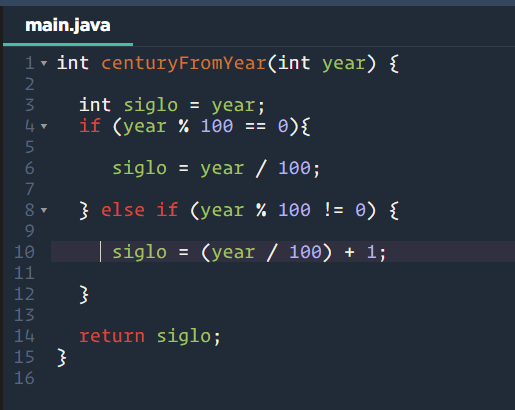 main.java
1 int centuryFromYear(int year) {
2
3 int siglo = year;
4 if (year % 100 == 0){
5
6 siglo = year / 100;
7
8 } else if (year % 100 != 0) {
9
10 siglo = (year / 100) + 1;
11
12 }
13
14 return siglo;
15 }
16